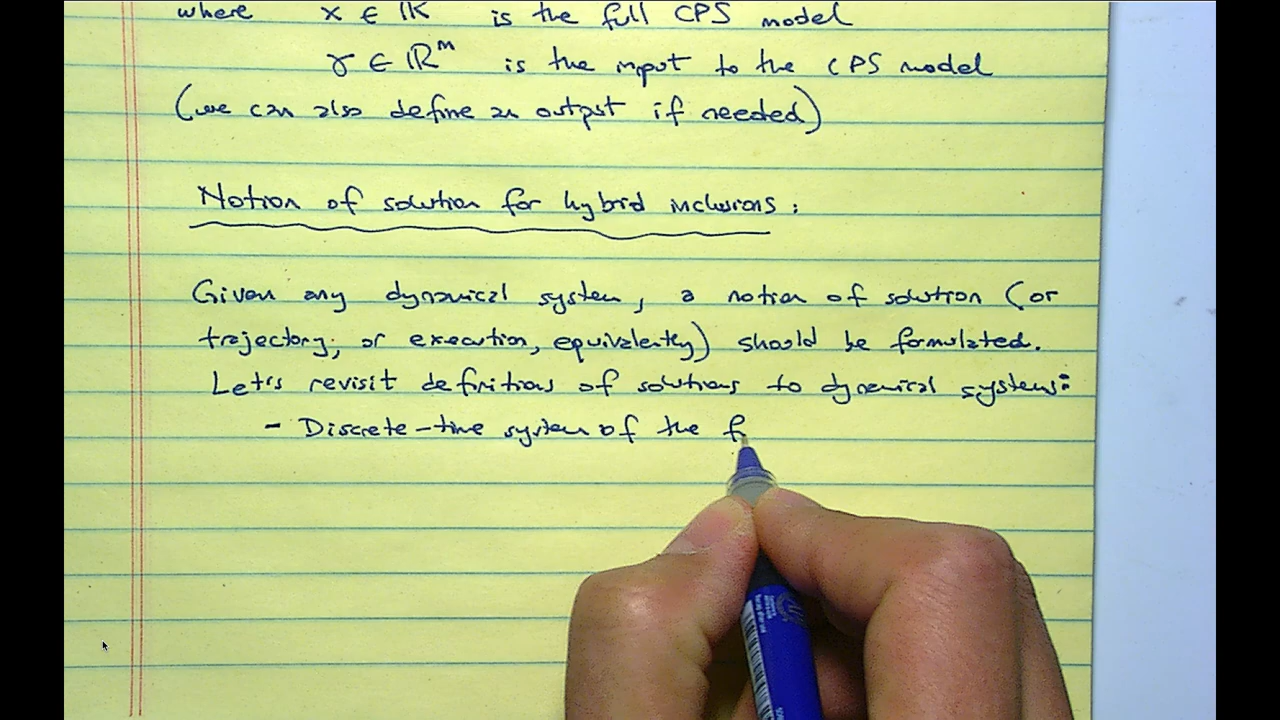 where x ∈ ℝ is the full CPS model
γ ∈ ℝᵐ is the input to the CPS model
(we can also define an output if needed)
Notion of solution for hybrid inclusions:
Given any dynamical system, a notion of solution (or
trajectory, or execution, equivalently) should be formulated.
Let's revisit definitions of solutions to dynamical systems:
- Discrete-time system of the f